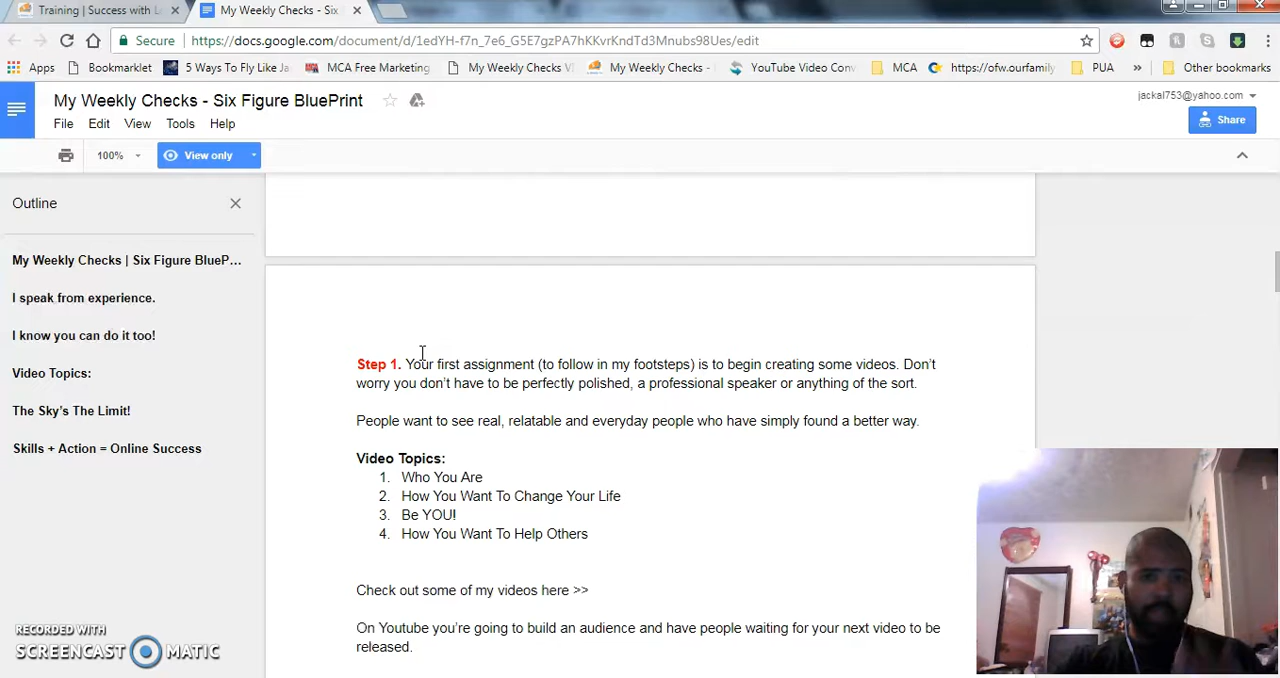 Training | Success with L
My Weekly Checks - Six
Secure
https://docs.google.com/document/d/1edYH-f7n_7e6_G5E7gzPA7hKKvrKndTd3Mnubs98Ues/edit
Apps
Bookmarklet
5 Ways To Fly Like Ja
MCA Free Marketing
My Weekly Checks VI
My Weekly Checks -
YouTube Video Conv
MCA
https://ofw.ourfamily
PUA
»
Other bookmarks
My Weekly Checks - Six Figure BluePrint
jackal753@yahoo.com
File Edit View Tools Help
Share
100%
View only
Outline
My Weekly Checks | Six Figure BlueP...
I speak from experience.
I know you can do it too!
Video Topics:
The Sky's The Limit!
Skills + Action = Online Success
Step 1. Your first assignment (to follow in my footsteps) is to begin creating some videos. Don't
worry you don't have to be perfectly polished, a professional speaker or anything of the sort.
People want to see real, relatable and everyday people who have simply found a better way.
Video Topics:
1. Who You Are
2. How You Want To Change Your Life
3. Be YOU!
4. How You Want To Help Others
Check out some of my videos here >>
On Youtube you're going to build an audience and have people waiting for your next video to be
released.
RECORDED WITH
SCREENCAST MATIC